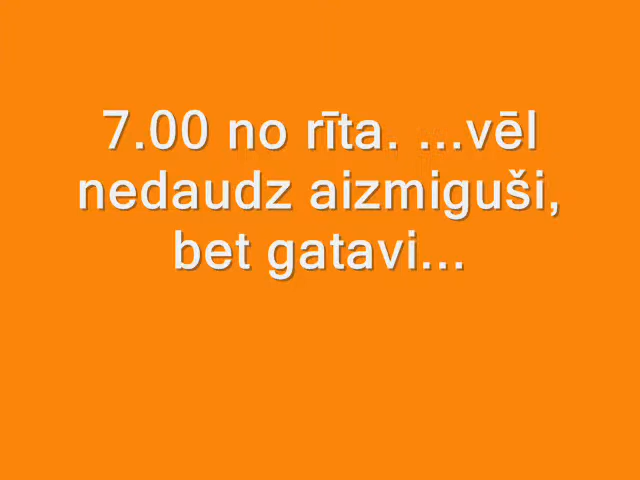 7.00 no rīta. ...vēl
nedaudz aizmiguši,
bet gatavi...